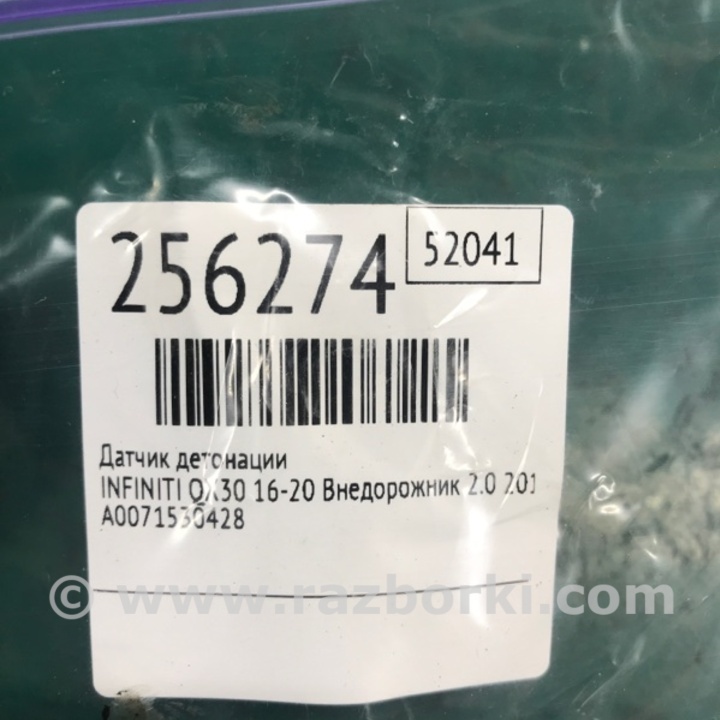 256274
52041
Датчик детонации
INFINITI QX30 16-20 Внедорожник 2.0 201
A0071530428
© www.razborki.com